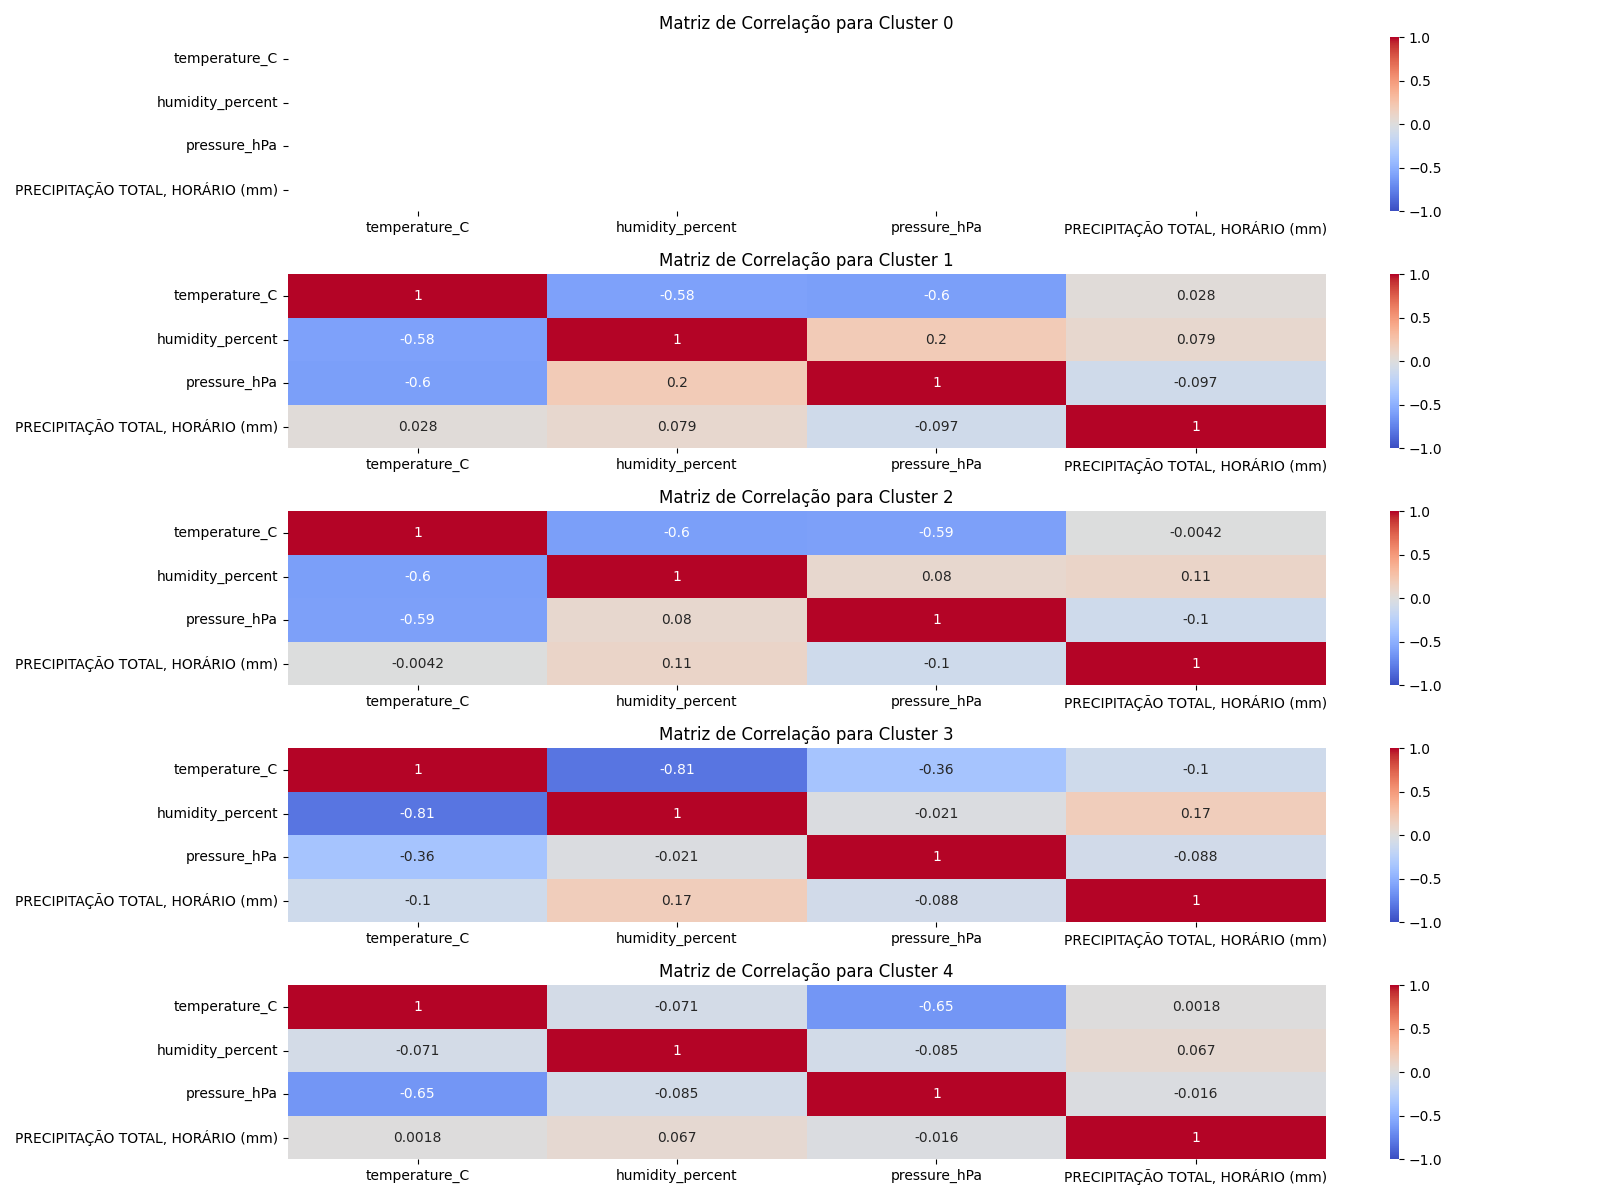 Matriz de Correlação para Cluster 0
temperature_C
humidity_percent
pressure_hPa
PRECIPITAÇÃO TOTAL, HORÁRIO (mm)
temperature_C humidity_percent pressure_hPa PRECIPITAÇÃO TOTAL, HORÁRIO (mm)
1.0
0.5
0.0
−0.5
−1.0
Matriz de Correlação para Cluster 1
temperature_C 1 -0.58 -0.6 0.028
humidity_percent -0.58 1 0.2 0.079
pressure_hPa -0.6 0.2 1 -0.097
PRECIPITAÇÃO TOTAL, HORÁRIO (mm) 0.028 0.079 -0.097 1
temperature_C humidity_percent pressure_hPa PRECIPITAÇÃO TOTAL, HORÁRIO (mm)
1.0
0.5
0.0
−0.5
−1.0
Matriz de Correlação para Cluster 2
temperature_C 1 -0.6 -0.59 -0.0042
humidity_percent -0.6 1 0.08 0.11
pressure_hPa -0.59 0.08 1 -0.1
PRECIPITAÇÃO TOTAL, HORÁRIO (mm) -0.0042 0.11 -0.1 1
temperature_C humidity_percent pressure_hPa PRECIPITAÇÃO TOTAL, HORÁRIO (mm)
1.0
0.5
0.0
−0.5
−1.0
Matriz de Correlação para Cluster 3
temperature_C 1 -0.81 -0.36 -0.1
humidity_percent -0.81 1 -0.021 0.17
pressure_hPa -0.36 -0.021 1 -0.088
PRECIPITAÇÃO TOTAL, HORÁRIO (mm) -0.1 0.17 -0.088 1
temperature_C humidity_percent pressure_hPa PRECIPITAÇÃO TOTAL, HORÁRIO (mm)
1.0
0.5
0.0
−0.5
−1.0
Matriz de Correlação para Cluster 4
temperature_C 1 -0.071 -0.65 0.0018
humidity_percent -0.071 1 -0.085 0.067
pressure_hPa -0.65 -0.085 1 -0.016
PRECIPITAÇÃO TOTAL, HORÁRIO (mm) 0.0018 0.067 -0.016 1
temperature_C humidity_percent pressure_hPa PRECIPITAÇÃO TOTAL, HORÁRIO (mm)
1.0
0.5
0.0
−0.5
−1.0